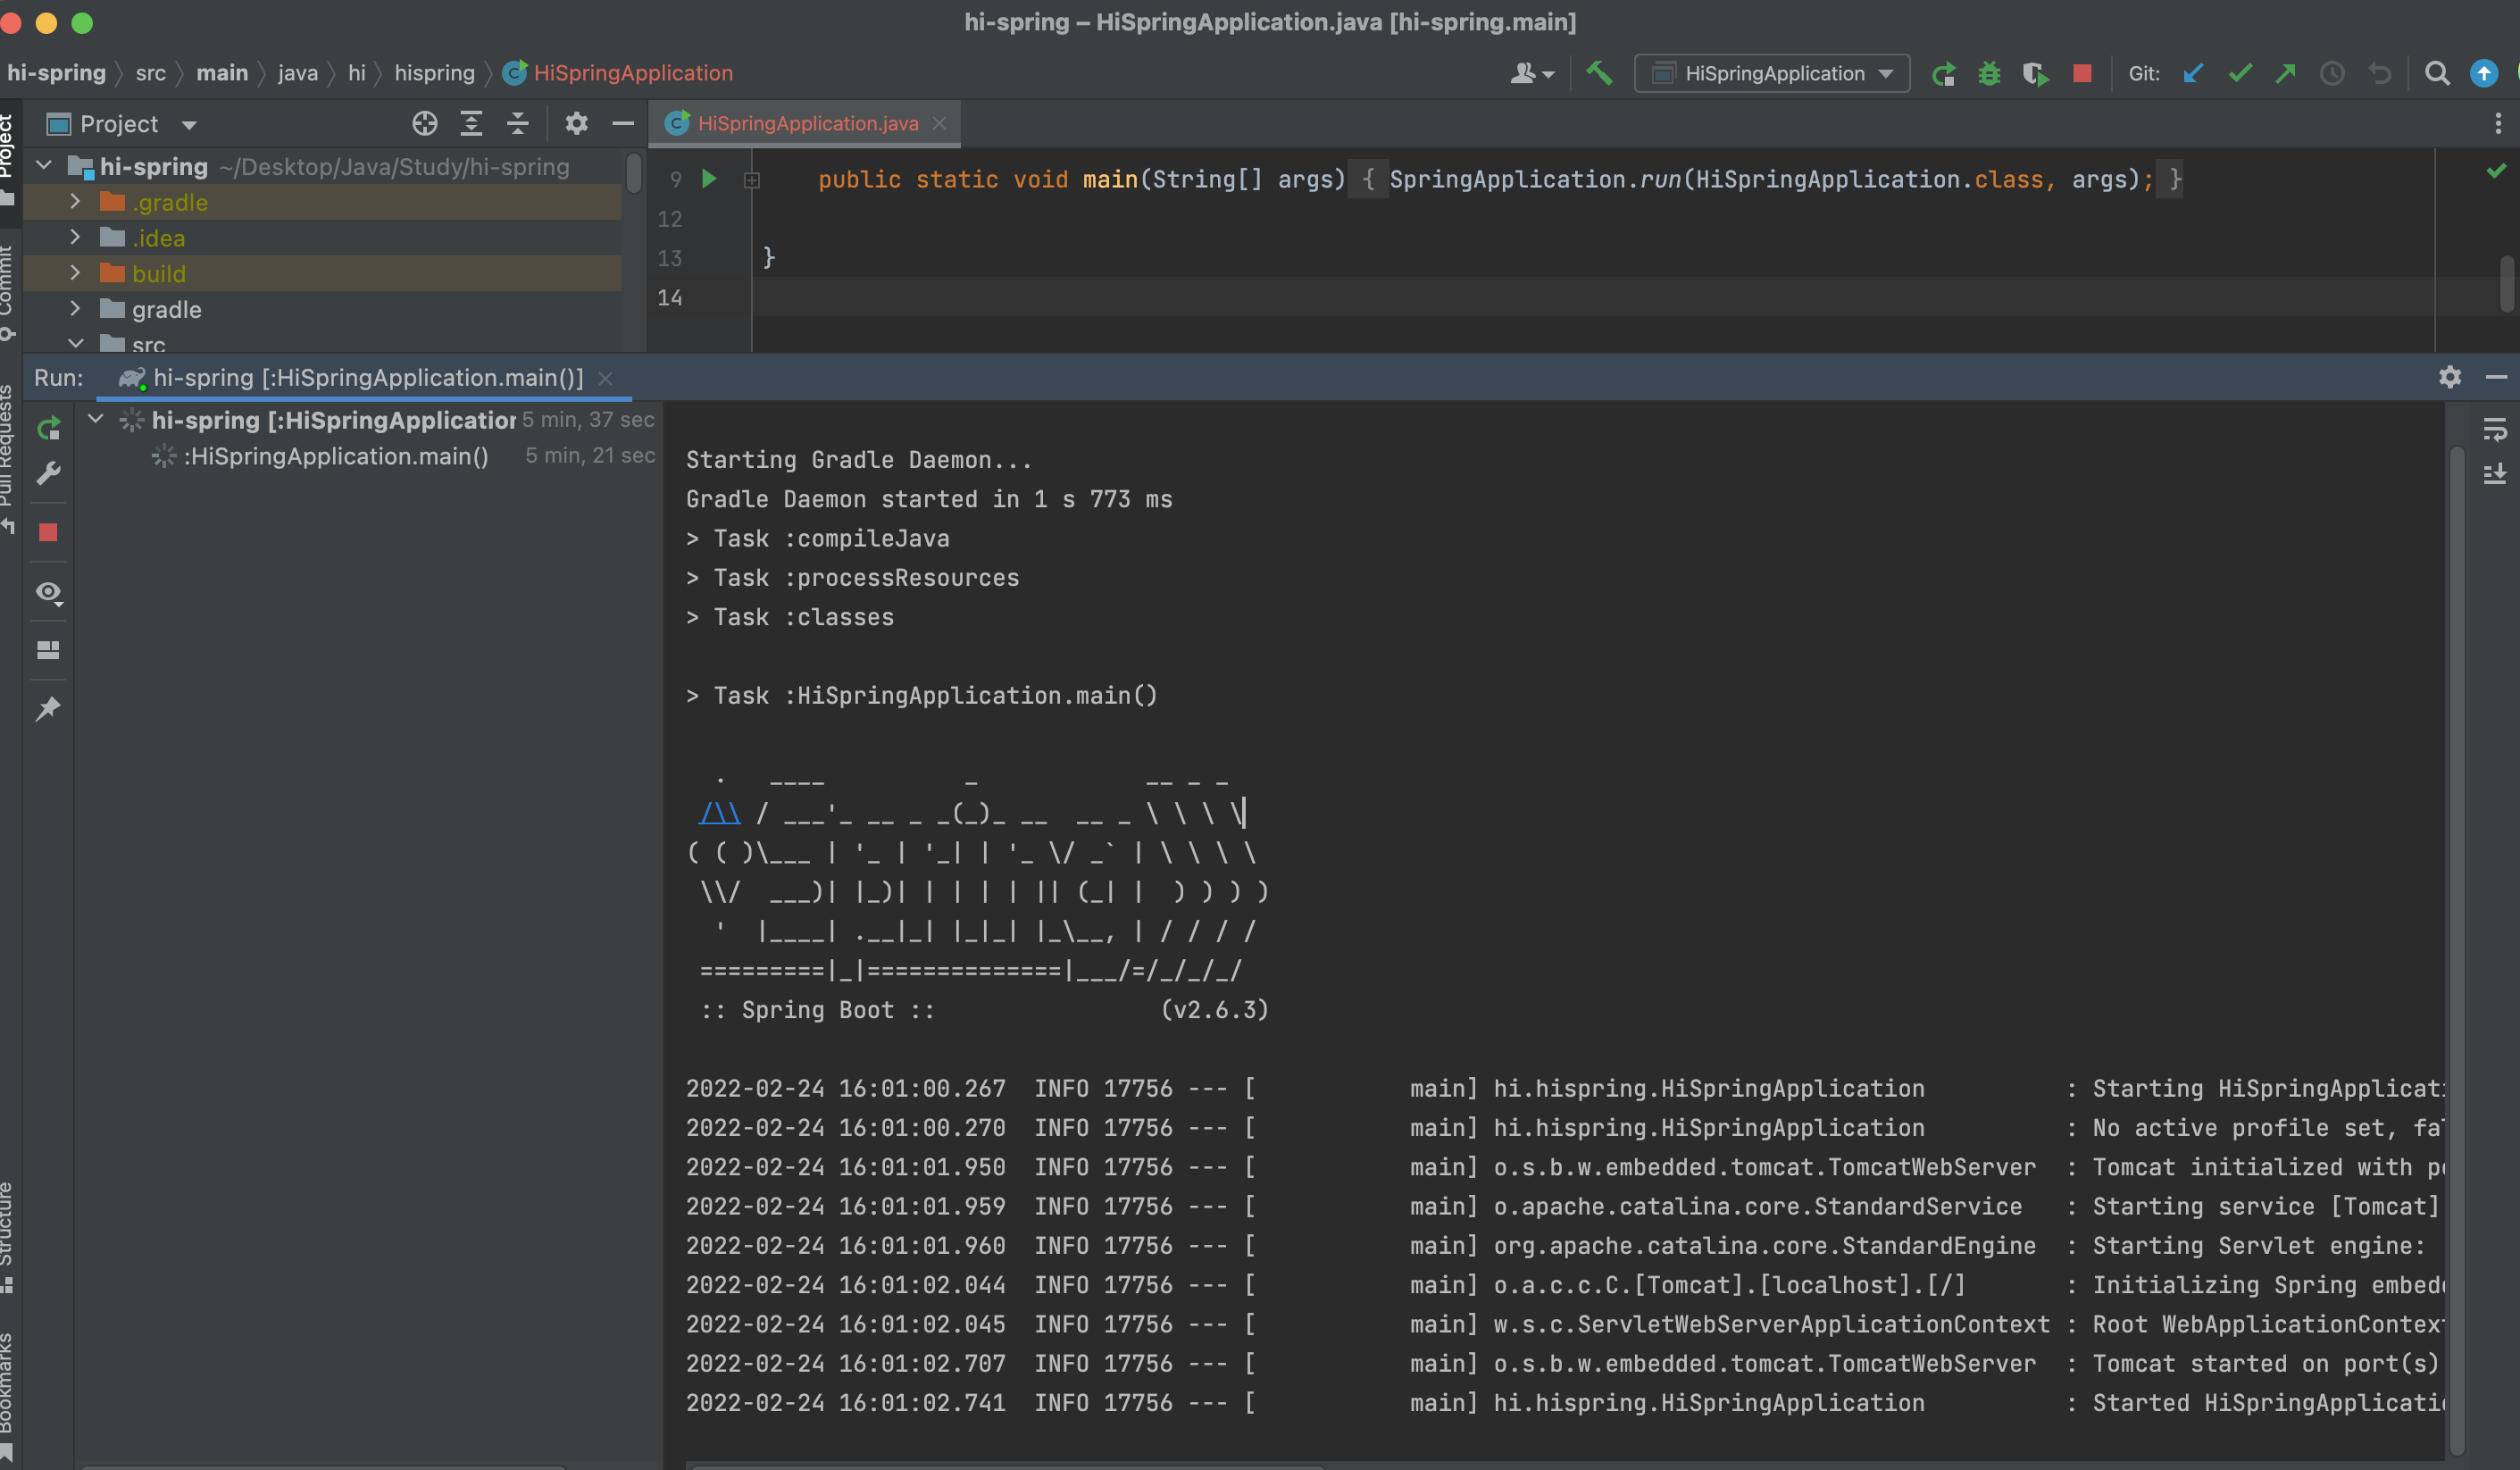 hi-spring – HiSpringApplication.java [hi-spring.main]
hi-spring src main java hi hispring HiSpringApplication
HiSpringApplication Git:
Project
HiSpringApplication.java
Project
Commit
Pull Requests
Structure
Bookmarks
hi-spring ~/Desktop/Java/Study/hi-spring
.gradle
.idea
build
gradle
src
9 public static void main(String[] args) { SpringApplication.run(HiSpringApplication.class, args); }
12
13 }
14
Run: hi-spring [:HiSpringApplication.main()]
hi-spring [:HiSpringApplication 5 min, 37 sec
:HiSpringApplication.main() 5 min, 21 sec
Starting Gradle Daemon...
Gradle Daemon started in 1 s 773 ms
> Task :compileJava
> Task :processResources
> Task :classes
> Task :HiSpringApplication.main()
  .   ____          _            __ _ _
 /\\ / ___'_ __ _ _(_)_ __  __ _ \ \ \ \
( ( )\___ | '_ | '_| | '_ \/ _` | \ \ \ \
 \\/  ___)| |_)| | | | | || (_| |  ) ) ) )
  '  |____| .__|_| |_|_| |_\__, | / / / /
 =========|_|==============|___/=/_/_/_/
 :: Spring Boot ::                (v2.6.3)
2022-02-24 16:01:00.267  INFO 17756 --- [           main] hi.hispring.HiSpringApplication          : Starting HiSpringApplicati
2022-02-24 16:01:00.270  INFO 17756 --- [           main] hi.hispring.HiSpringApplication          : No active profile set, fal
2022-02-24 16:01:01.950  INFO 17756 --- [           main] o.s.b.w.embedded.tomcat.TomcatWebServer  : Tomcat initialized with po
2022-02-24 16:01:01.959  INFO 17756 --- [           main] o.apache.catalina.core.StandardService   : Starting service [Tomcat]
2022-02-24 16:01:01.960  INFO 17756 --- [           main] org.apache.catalina.core.StandardEngine  : Starting Servlet engine:
2022-02-24 16:01:02.044  INFO 17756 --- [           main] o.a.c.c.C.[Tomcat].[localhost].[/]       : Initializing Spring embedd
2022-02-24 16:01:02.045  INFO 17756 --- [           main] w.s.c.ServletWebServerApplicationContext : Root WebApplicationContext
2022-02-24 16:01:02.707  INFO 17756 --- [           main] o.s.b.w.embedded.tomcat.TomcatWebServer  : Tomcat started on port(s)
2022-02-24 16:01:02.741  INFO 17756 --- [           main] hi.hispring.HiSpringApplication          : Started HiSpringApplicatio